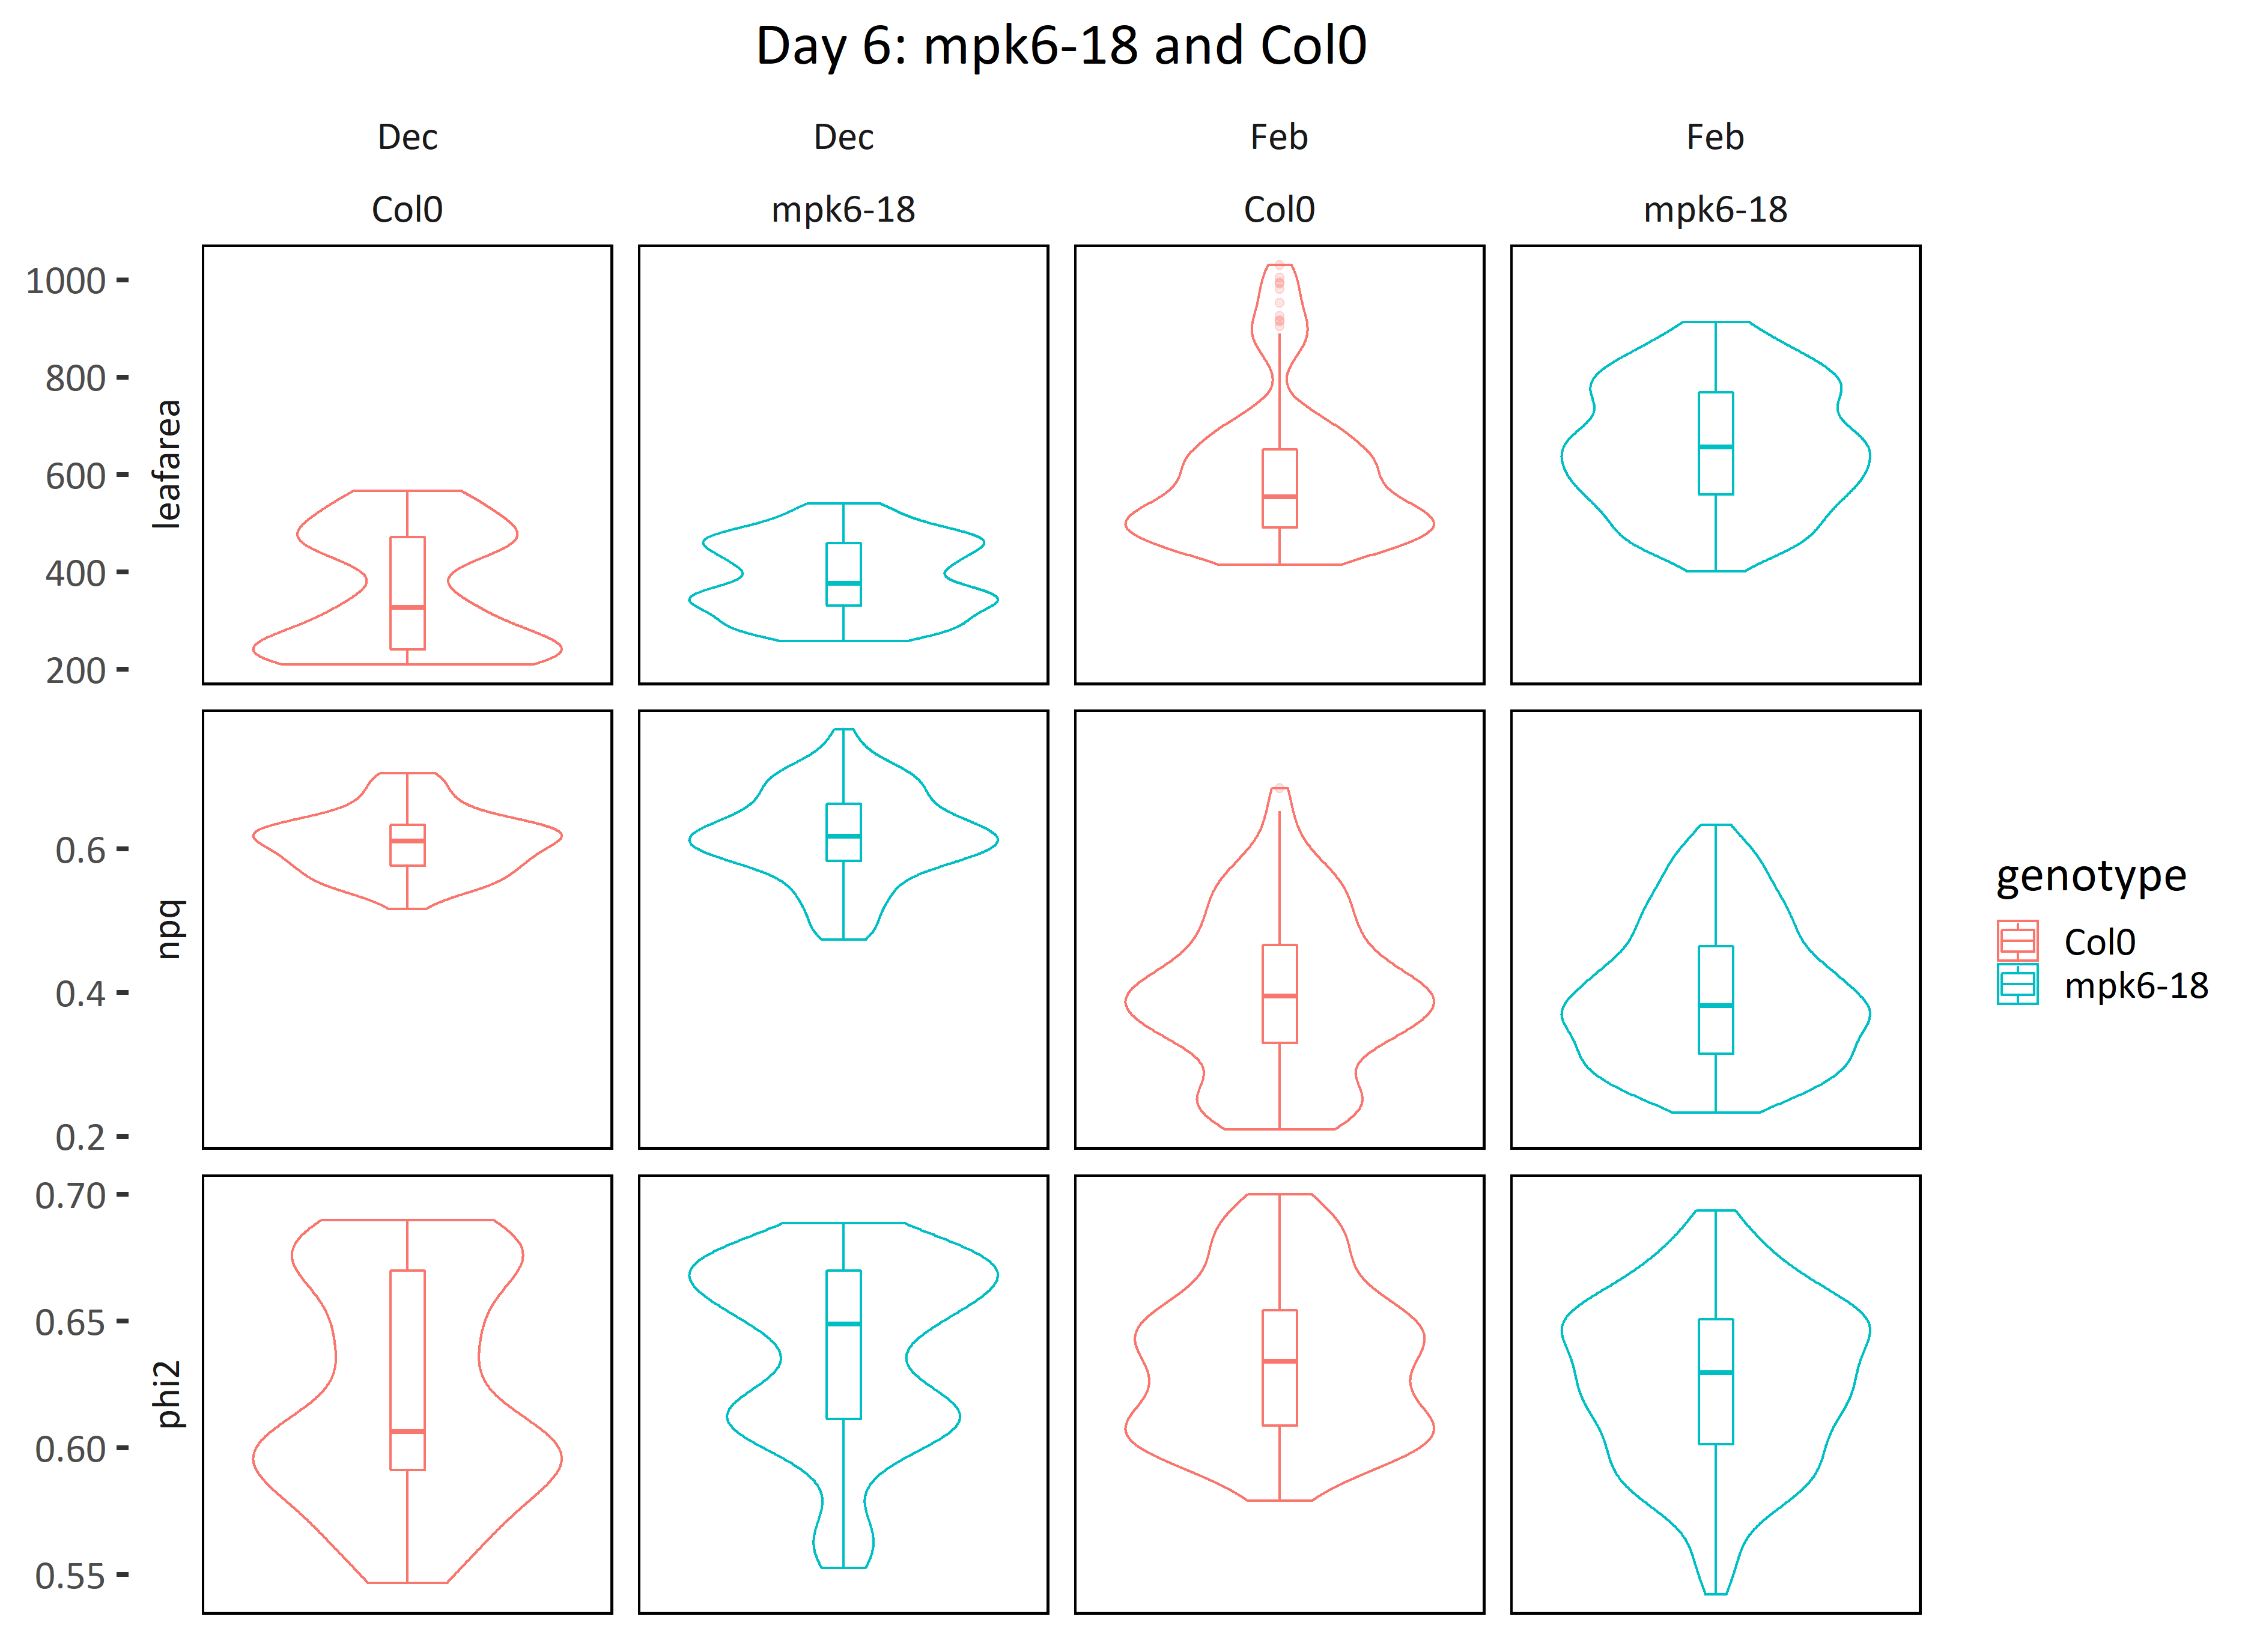 Day 6: mpk6-18 and Col0
Dec
Dec
Feb
Feb
Col0
mpk6-18
Col0
mpk6-18
1000
800
600
400
200
leafarea
0.6
0.4
0.2
npq
0.70
0.65
0.60
0.55
phi2
genotype
Col0
mpk6-18